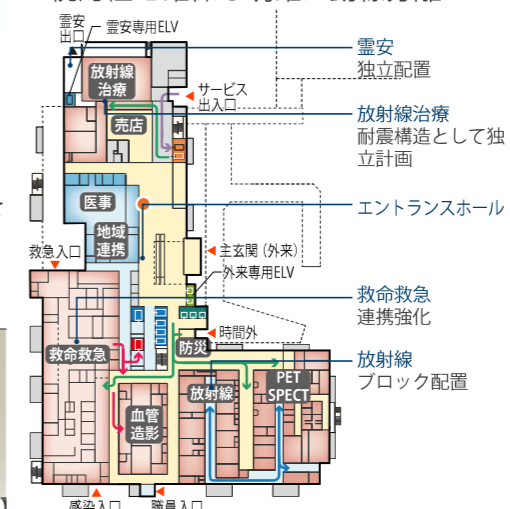 霊安
出口
霊安専用ELV
放射線
治療
サービス
出入口
売店
医事
地域
連携
救急入口
主玄関（外来）
外来専用ELV
時間外
防災
救命救急
放射線
PET
SPECT
血管
造影
感染入口
職員入口
霊安
独立配置
放射線治療
耐震構造として独
立計画
エントランスホール
救命救急
連携強化
放射線
ブロック配置